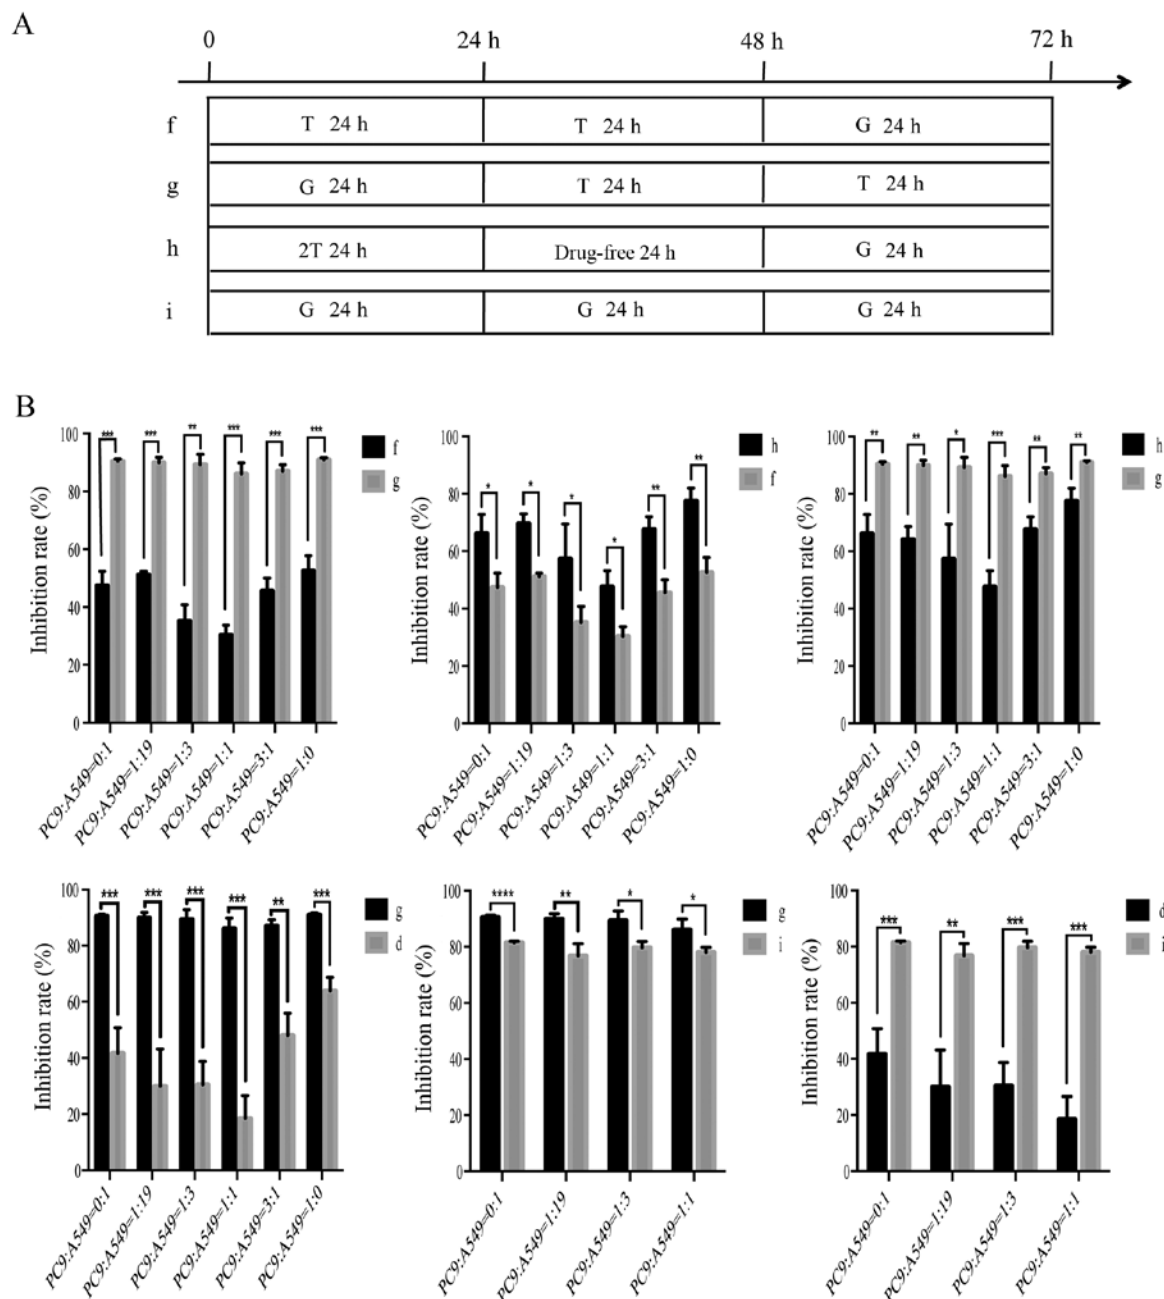 A
0 24 h 48 h 72 h
f T 24 h T 24 h G 24 h
g G 24 h T 24 h T 24 h
h 2T 24 h Drug-free 24 h G 24 h
i G 24 h G 24 h G 24 h
B
Inhibition rate (%)
100
80
60
40
20
0
*** *** ** *** *** ***
f
g
PC9:A549=0:1
PC9:A549=1:19
PC9:A549=1:3
PC9:A549=1:1
PC9:A549=3:1
PC9:A549=1:0
Inhibition rate (%)
100
80
60
40
20
0
* * * * ** **
h
f
PC9:A549=0:1
PC9:A549=1:19
PC9:A549=1:3
PC9:A549=1:1
PC9:A549=3:1
PC9:A549=1:0
Inhibition rate (%)
100
80
60
40
20
0
** ** * *** ** **
h
g
PC9:A549=0:1
PC9:A549=1:19
PC9:A549=1:3
PC9:A549=1:1
PC9:A549=3:1
PC9:A549=1:0
Inhibition rate (%)
100
80
60
40
20
0
*** *** *** *** ** ***
g
d
PC9:A549=0:1
PC9:A549=1:19
PC9:A549=1:3
PC9:A549=1:1
PC9:A549=3:1
PC9:A549=1:0
Inhibition rate (%)
100
80
60
40
20
0
**** ** * *
g
i
PC9:A549=0:1
PC9:A549=1:19
PC9:A549=1:3
PC9:A549=1:1
Inhibition rate (%)
100
80
60
40
20
0
*** ** *** ***
d
i
PC9:A549=0:1
PC9:A549=1:19
PC9:A549=1:3
PC9:A549=1:1